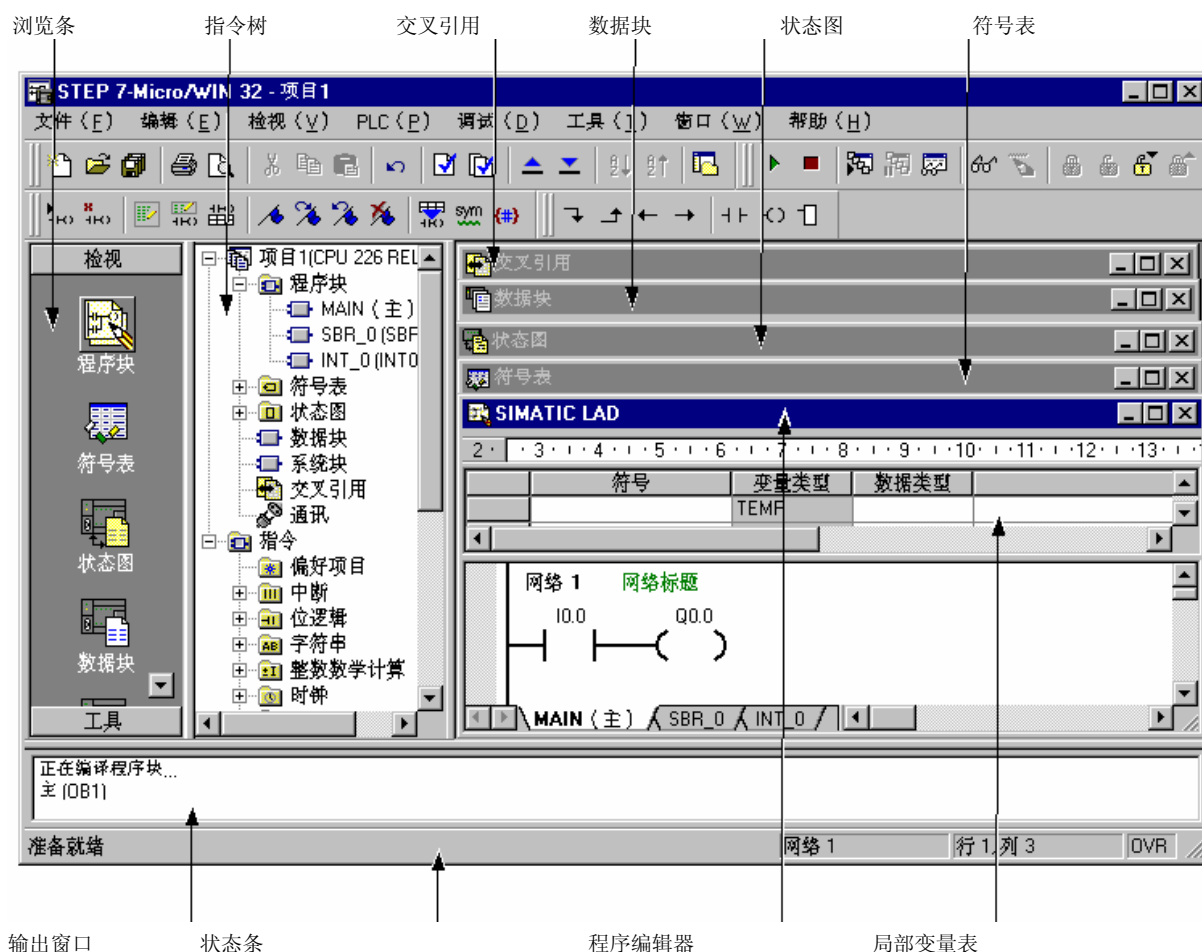 浏览条 指令树 交叉引用 数据块 状态图 符号表
STEP 7-Micro/WIN 32 - 项目1
文件(F) 编辑(E) 检视(V) PLC(P) 调试(D) 工具(T) 窗口(W) 帮助(H)
sym
检视
程序块
符号表
状态图
数据块
工具
项目1(CPU 226 REL
程序块
MAIN (主)
SBR_0 (SBR
INT_0 (INT0
符号表
状态图
数据块
系统块
交叉引用
通讯
指令
偏好项目
中断
位逻辑
字符串
整数数学计算
时钟
交叉引用
数据块
状态图
符号表
SIMATIC LAD
2 · 3 · 4 · 5 · 6 · 7 · 8 · 9 · 10 · 11 · 12 · 13
符号 变量类型 数据类型
TEMP
网络 1 网络标题
I0.0 Q0.0
MAIN (主) SBR_0 INT_0
正在编译程序块...
主 (OB1)
准备就绪 网络 1 行 1, 列 3 OVR
输出窗口 状态条 程序编辑器 局部变量表